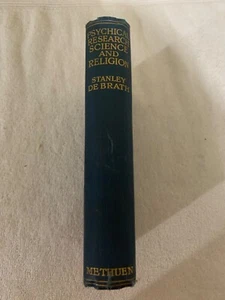 PSYCHICAL
RESEARCH
SCIENCE
AND
RELIGION
STANLEY
DE BRATH
METHUEN